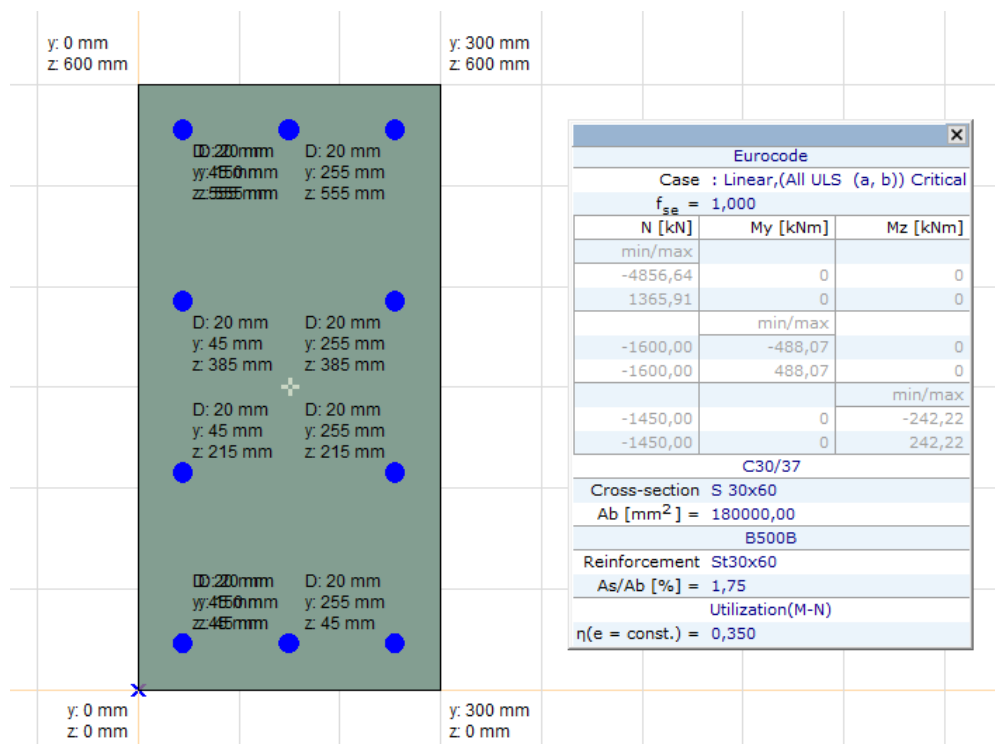 y: 0 mm
z: 600 mm
y: 300 mm
z: 600 mm
D: 20 mm
y: 255 mm
z: 555 mm
D: 20 mm
y: 45 mm
z: 385 mm
D: 20 mm
y: 255 mm
z: 385 mm
D: 20 mm
y: 45 mm
z: 215 mm
D: 20 mm
y: 255 mm
z: 215 mm
D: 20 mm
y: 255 mm
z: 45 mm
y: 0 mm
z: 0 mm
y: 300 mm
z: 0 mm
Eurocode
Case : Linear,(All ULS (a, b)) Critical
fse = 1,000
N [kN] My [kNm] Mz [kNm]
min/max
-4856,64 0 0
1365,91 0 0
min/max
-1600,00 -488,07 0
-1600,00 488,07 0
min/max
-1450,00 0 -242,22
-1450,00 0 242,22
C30/37
Cross-section S 30x60
Ab [mm2] = 180000,00
B500B
Reinforcement St30x60
As/Ab [%] = 1,75
Utilization(M-N)
η(e = const.) = 0,350